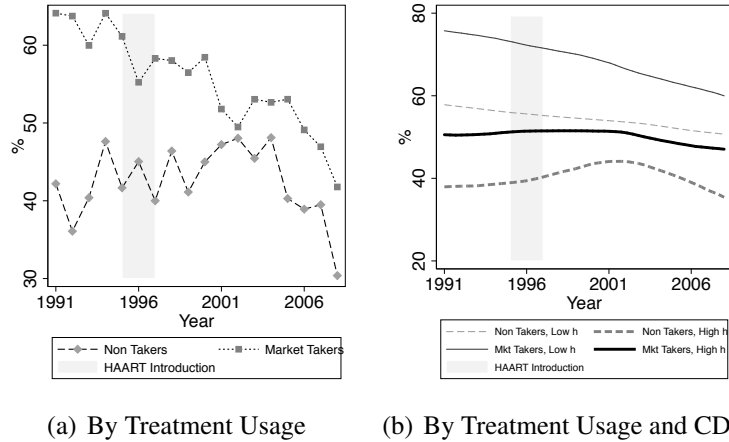 60
50
%
40
30
1991 1996 2001 2006
Year
Non Takers Market Takers
HAART Introduction
(a) By Treatment Usage
80
60
%
40
20
1991 1996 2001 2006
Year
Non Takers, Low h Non Takers, High h
Mkt Takers, Low h Mkt Takers, High h
HAART Introduction
(b) By Treatment Usage and CD